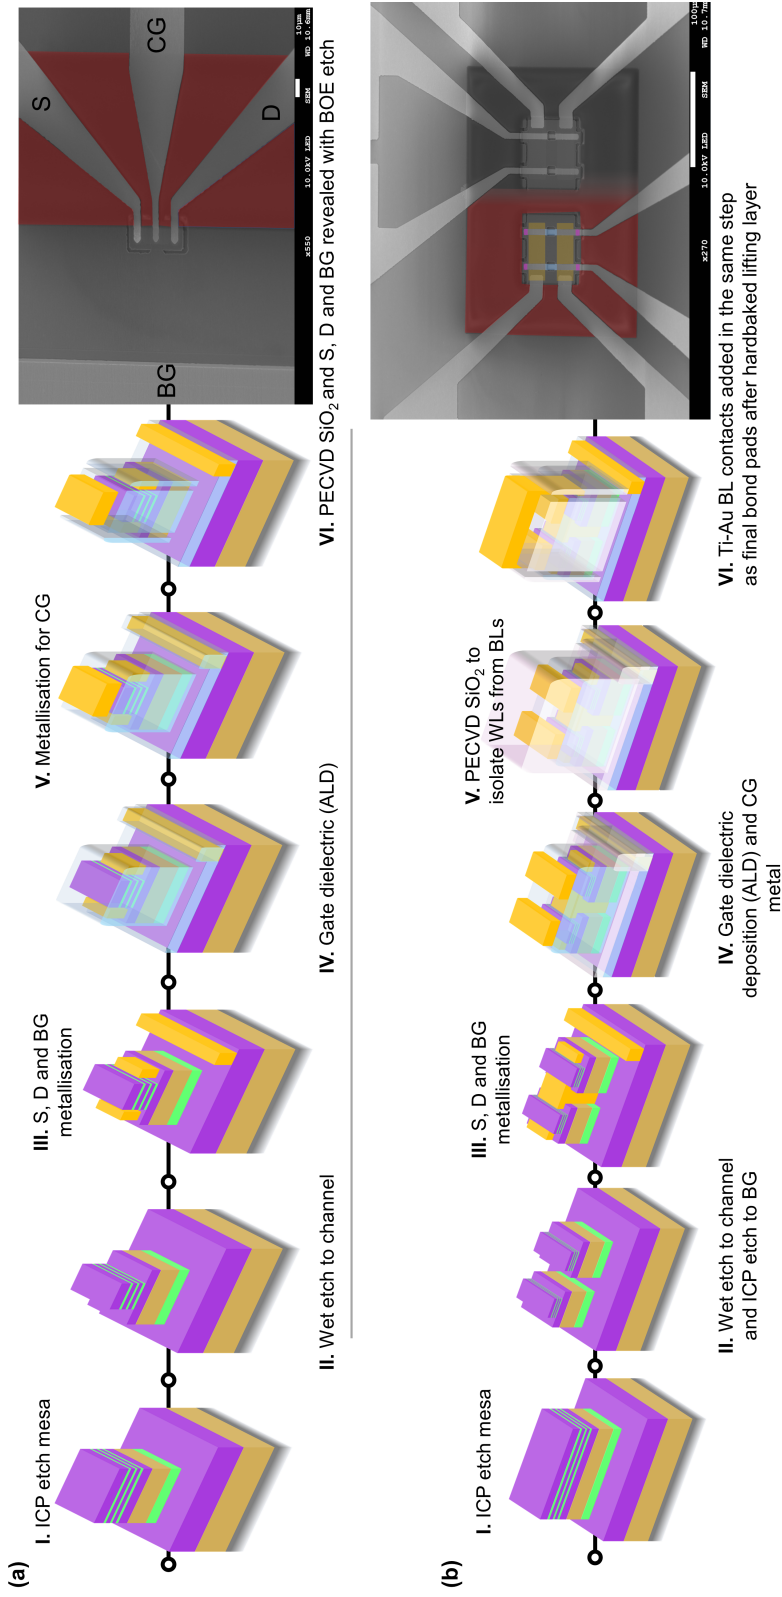 (a)
I. ICP etch mesa
II. Wet etch to channel
III. S, D and BG
metallisation
IV. Gate dielectric (ALD)
V. Metallisation for CG
VI. PECVD SiO₂ and S, D and BG revealed with BOE etch
BG
S
CG
D
x550 10.0kV LED SEM 10µm WD 10.6mm
(b)
I. ICP etch mesa
II. Wet etch to channel
and ICP etch to BG
III. S, D and BG
metallisation
IV. Gate dielectric
deposition (ALD) and CG
metal
V. PECVD SiO₂ to
isolate WLs from BLs
VI. Ti-Au BL contacts added in the same step
as final bond pads after hardbaked lifting layer
x270 10.0kV LED SEM 100µ
WD 10.7m